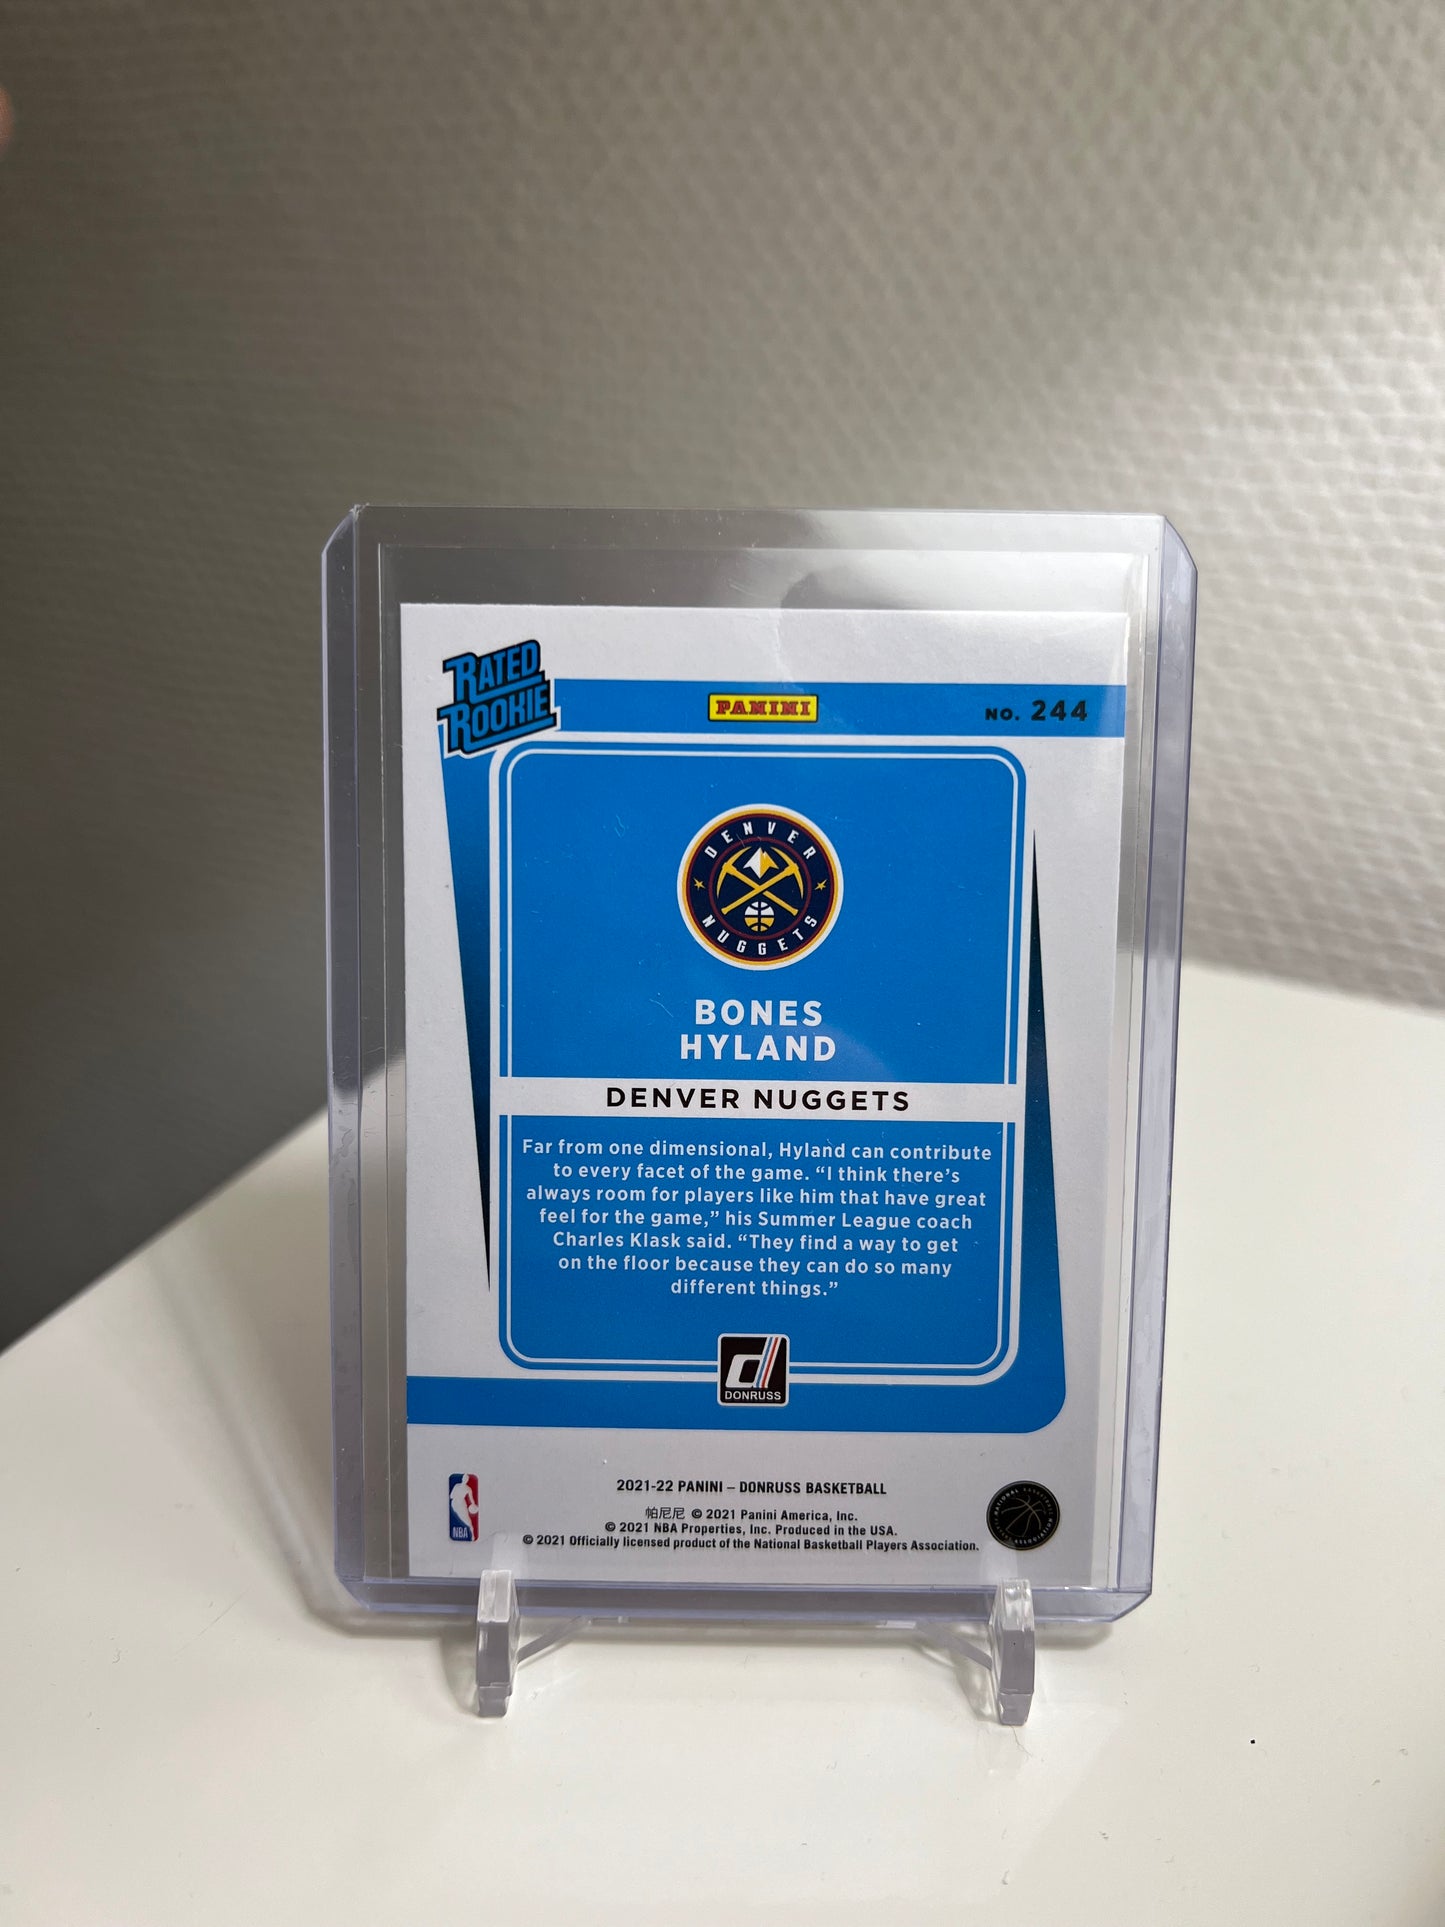 RATED
ROOKIE
PANINI
NO. 244
DENVER
NUGGETS
BONES
HYLAND
DENVER NUGGETS
Far from one dimensional, Hyland can contribute
to every facet of the game. “I think there’s
always room for players like him that have great
feel for the game,” his Summer League coach
Charles Klask said. “They find a way to get
on the floor because they can do so many
different things.”
d
DONRUSS
2021-22 PANINI – DONRUSS BASKETBALL
帕尼尼 © 2021 Panini America, Inc.
© 2021 NBA Properties, Inc. Produced in the USA.
© 2021 Officially licensed product of the National Basketball Players Association.
NBA
NATIONAL BASKETBALL
PLAYERS ASSOCIATION